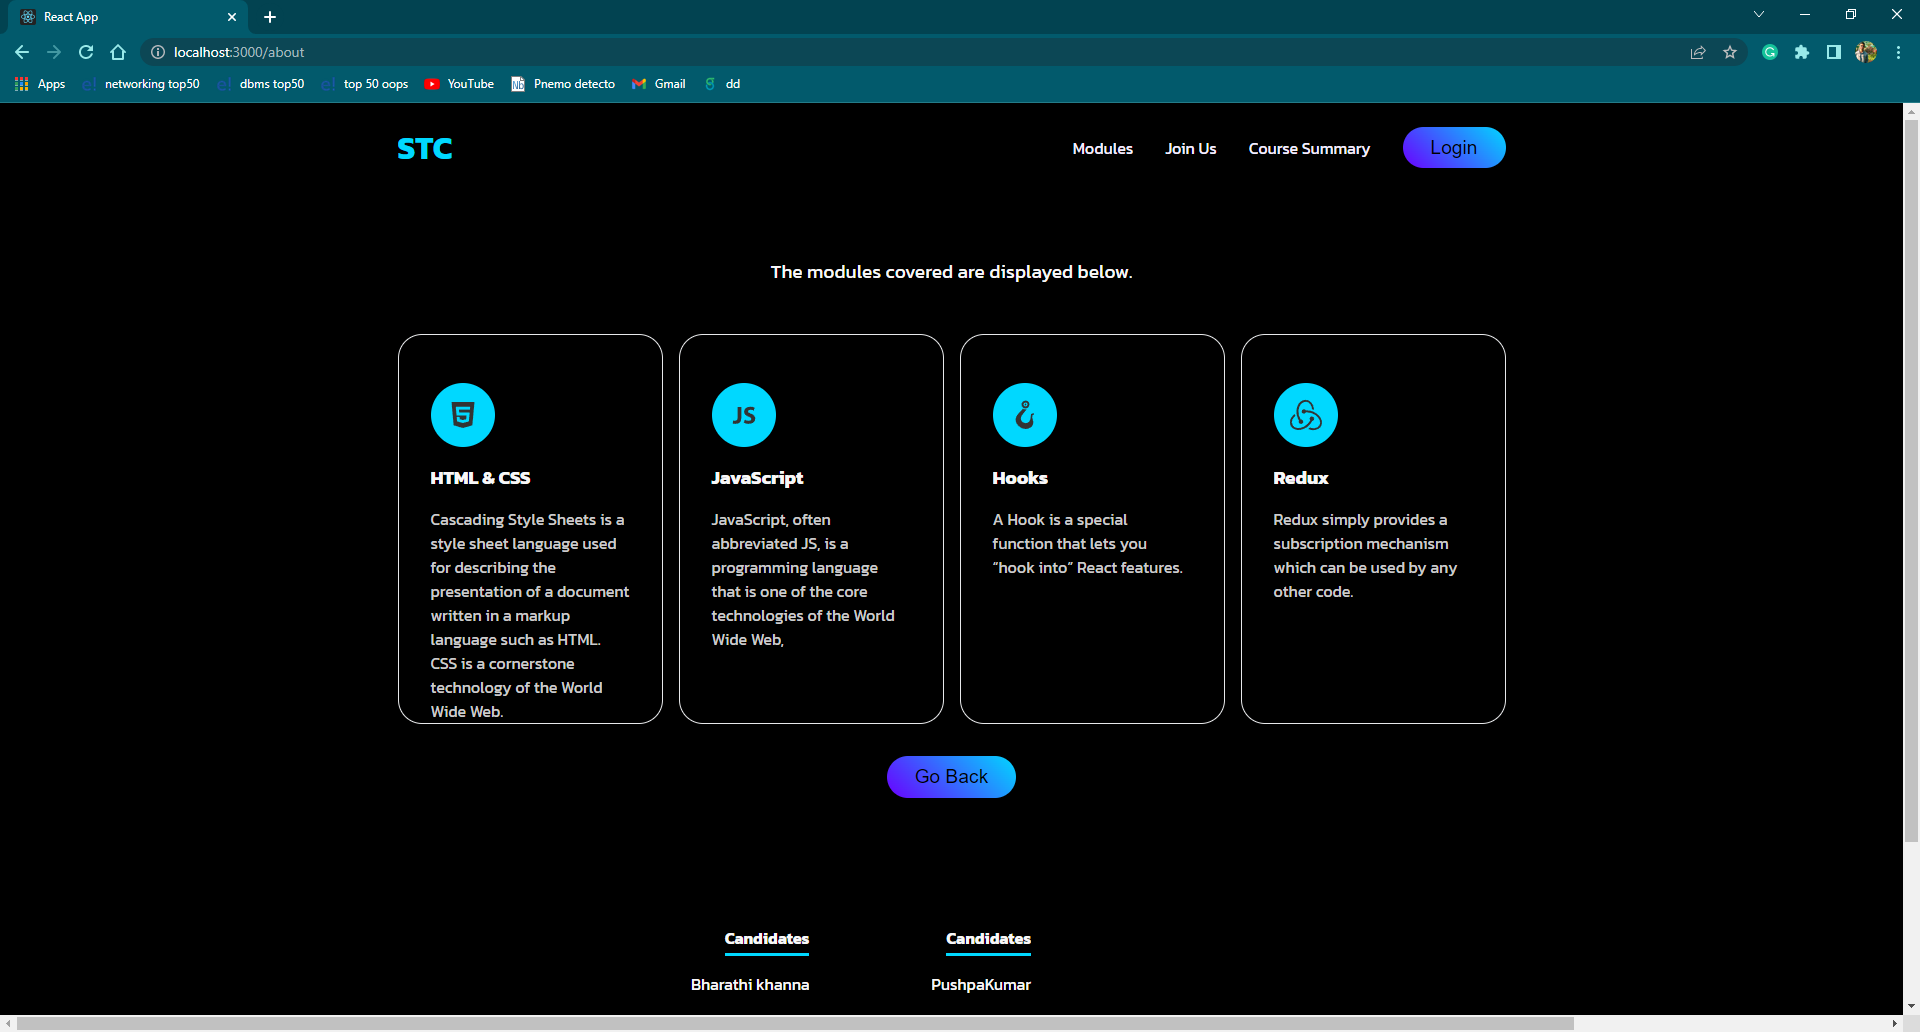 React App
localhost:3000/about
Apps
networking top50
dbms top50
top 50 oops
YouTube
Pnemo detecto
Gmail
dd
STC
Modules
Join Us
Course Summary
Login
The modules covered are displayed below.
JS
HTML & CSS
Cascading Style Sheets is a
style sheet language used
for describing the
presentation of a document
written in a markup
language such as HTML.
CSS is a cornerstone
technology of the World
Wide Web.
JavaScript
JavaScript, often
abbreviated JS, is a
programming language
that is one of the core
technologies of the World
Wide Web,
Hooks
A Hook is a special
function that lets you
“hook into” React features.
Redux
Redux simply provides a
subscription mechanism
which can be used by any
other code.
Go Back
Candidates
Bharathi khanna
Candidates
PushpaKumar